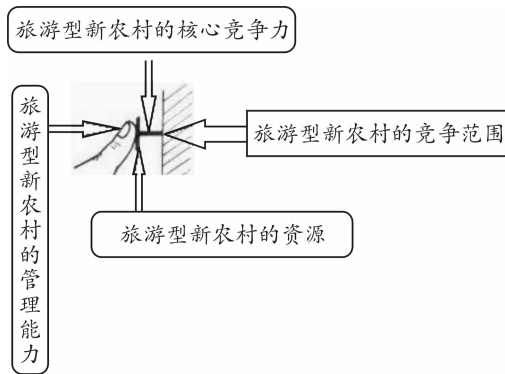 旅游型新农村的核心竞争力
旅游型新农村的管理能力
旅游型新农村的竞争范围
旅游型新农村的资源